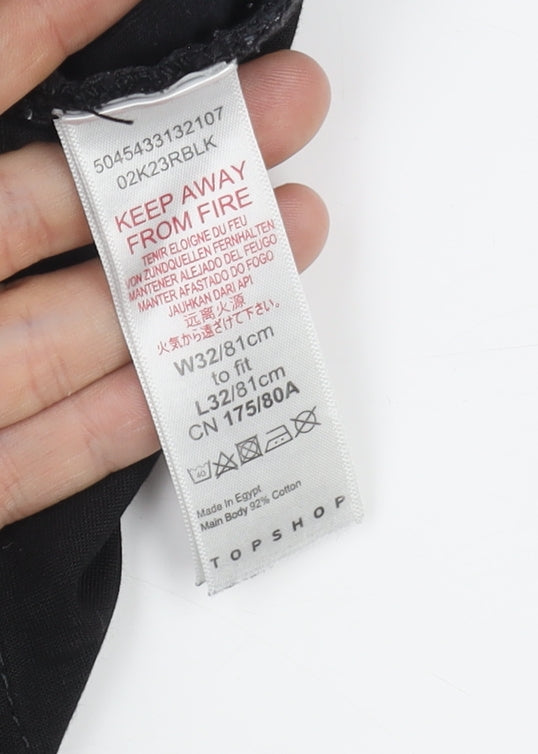 5045433132107
02K23RBLK
KEEP AWAY
FROM FIRE
TENIR ELOIGNE DU FEU
VON ZUNDQUELLEN FERNHALTEN
MANTENER ALEJADO DEL FUEGO
MANTER AFASTADO DO FOGO
JAUHKAN DARI API
远离火源
火気から遠ざけて下さい。
W32/81cm
to fit
L32/81cm
CN 175/80A
40
Made In Egypt
Main Body 92% Cotton
TOPSHOP